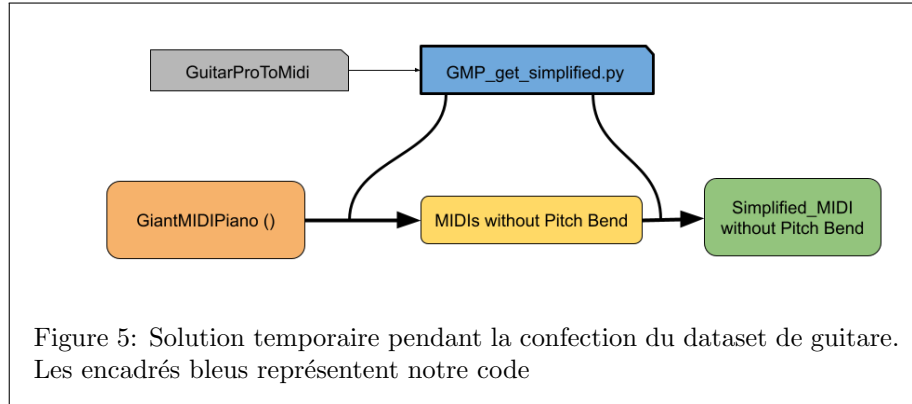 GuitarProToMidi
GMP_get_simplified.py
GiantMIDIPiano ()
MIDIs without Pitch Bend
Simplified_MIDI
without Pitch Bend
Figure 5: Solution temporaire pendant la confection du dataset de guitare.
Les encadrés bleus représentent notre code